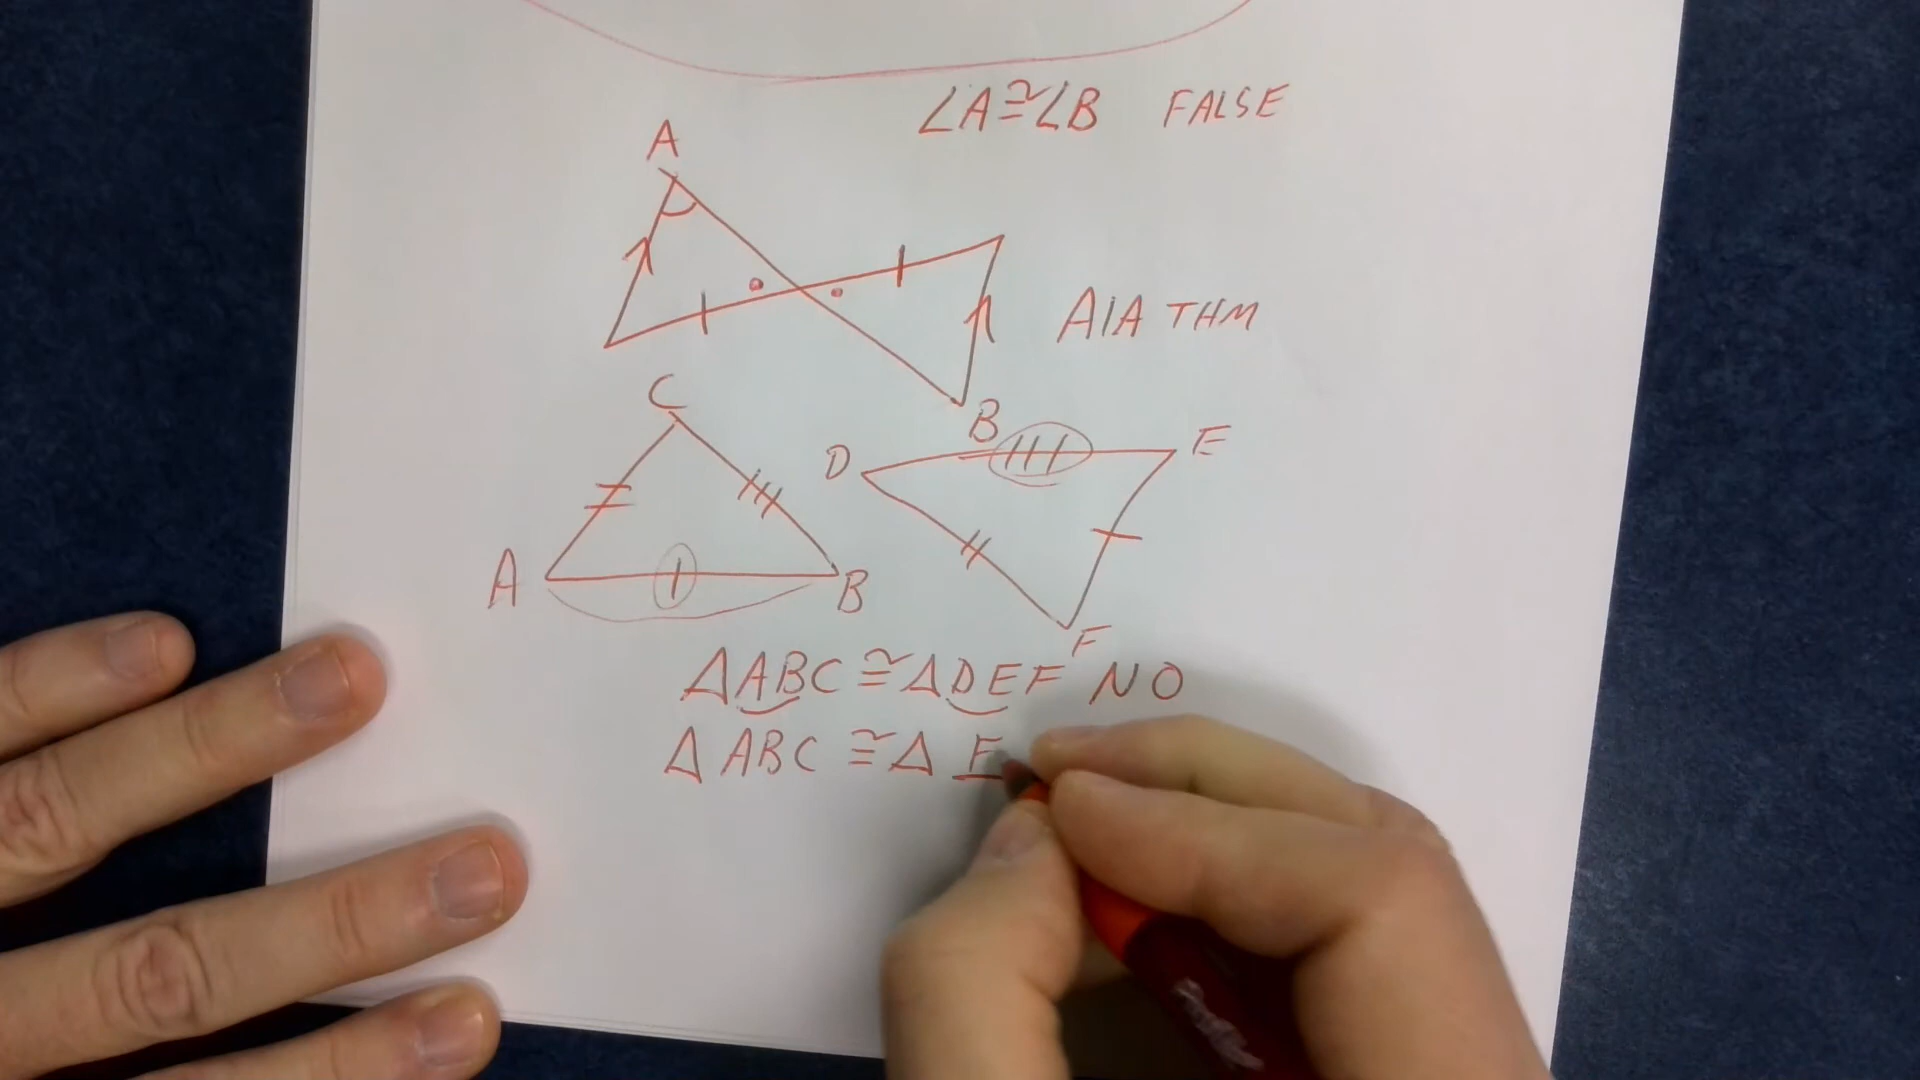 ∠A≅∠B FALSE
A
AIA THM
B
C
D
E
A
B
F
△ABC≅△DEF NO
△ABC≅△F